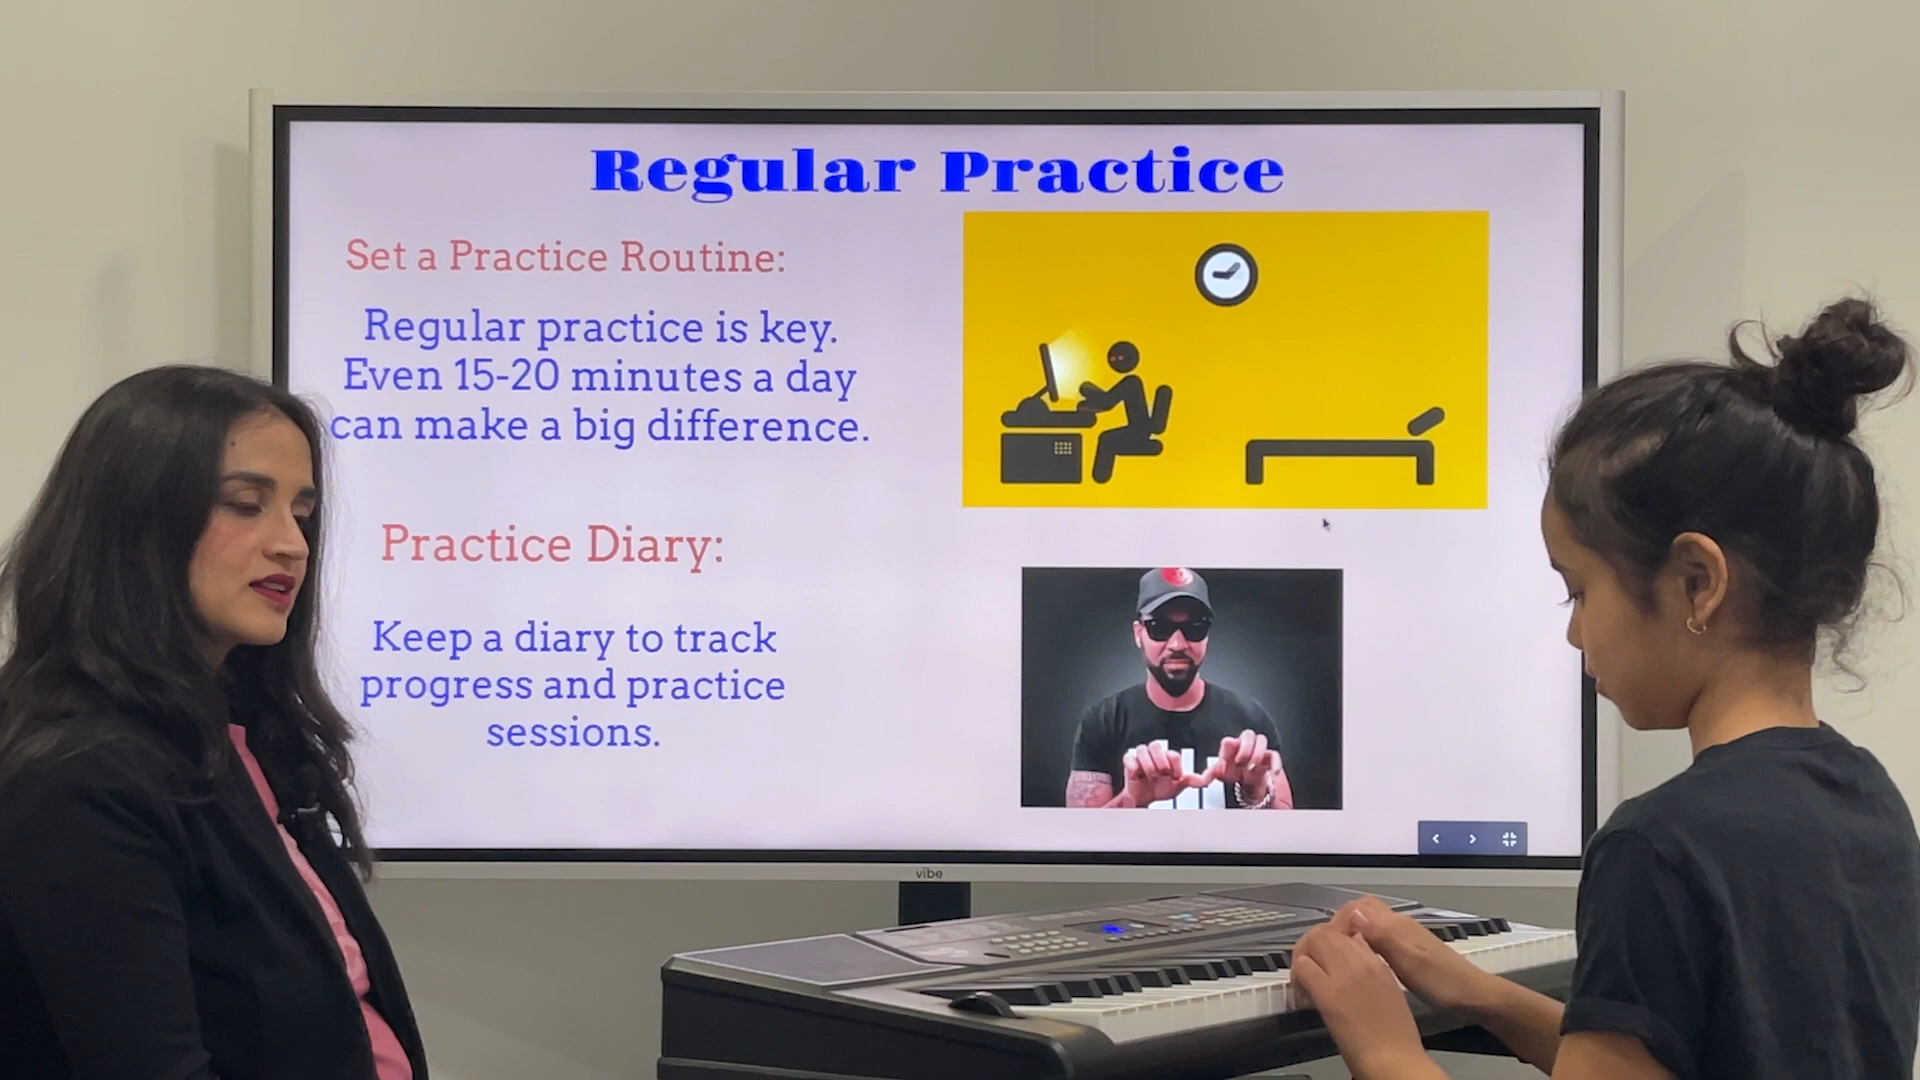 Regular Practice
Set a Practice Routine:
Regular practice is key.
Even 15-20 minutes a day
can make a big difference.
Practice Diary:
Keep a diary to track
progress and practice
sessions.
vibe